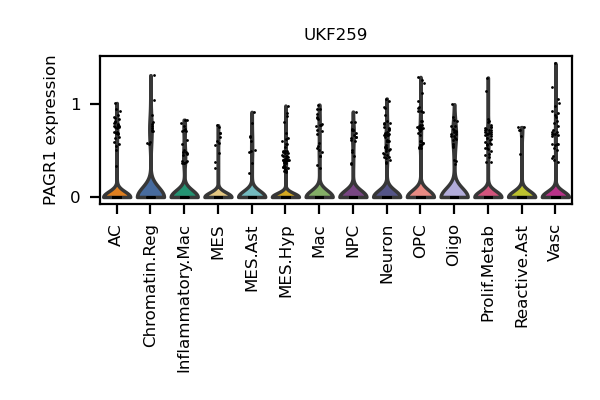 UKF259
PAGR1 expression
1
0
AC
Chromatin.Reg
Inflammatory.Mac
MES
MES.Ast
MES.Hyp
Mac
NPC
Neuron
OPC
Oligo
Prolif.Metab
Reactive.Ast
Vasc